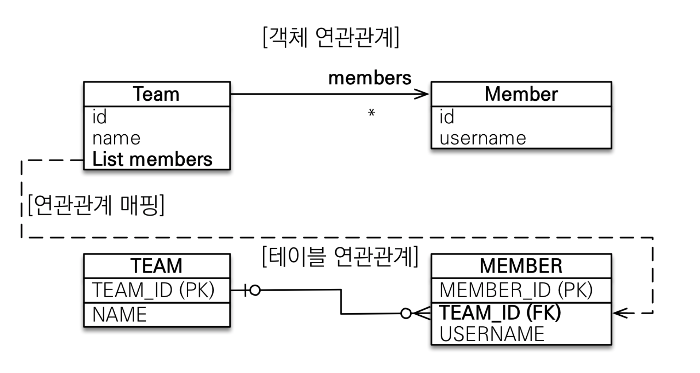 [객체 연관관계]
Team
id
name
List members
members
*
Member
id
username
[연관관계 매핑]
[테이블 연관관계]
TEAM
TEAM_ID (PK)
NAME
MEMBER
MEMBER_ID (PK)
TEAM_ID (FK)
USERNAME